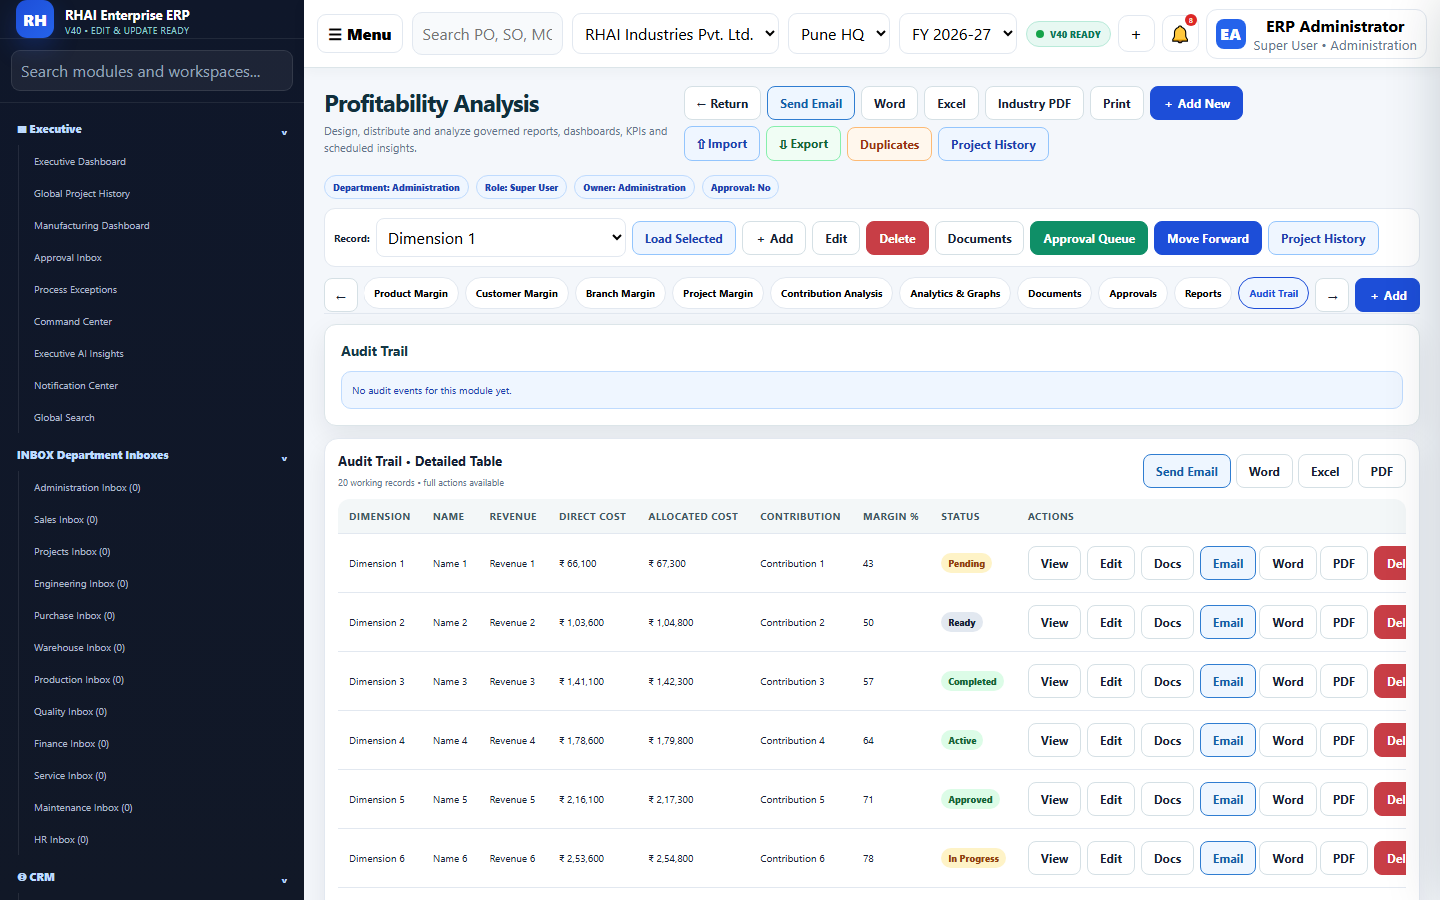 RH
RHAI Enterprise ERP
V40 • EDIT & UPDATE READY
Search modules and workspaces...
Executive
Executive Dashboard
Global Project History
Manufacturing Dashboard
Approval Inbox
Process Exceptions
Command Center
Executive AI Insights
Notification Center
Global Search
INBOX Department Inboxes
Administration Inbox (0)
Sales Inbox (0)
Projects Inbox (0)
Engineering Inbox (0)
Purchase Inbox (0)
Warehouse Inbox (0)
Production Inbox (0)
Quality Inbox (0)
Finance Inbox (0)
Service Inbox (0)
Maintenance Inbox (0)
HR Inbox (0)
CRM
☰ Menu
Search PO, SO, MO
RHAI Industries Pvt. Ltd.
Pune HQ
FY 2026-27
V40 READY
+
8
EA
ERP Administrator
Super User • Administration
Profitability Analysis
Design, distribute and analyze governed reports, dashboards, KPIs and
scheduled insights.
← Return
Send Email
Word
Excel
Industry PDF
Print
+ Add New
⇧ Import
⇩ Export
Duplicates
Project History
Department: Administration
Role: Super User
Owner: Administration
Approval: No
Record:
Dimension 1
Load Selected
+ Add
Edit
Delete
Documents
Approval Queue
Move Forward
Project History
←
Product Margin
Customer Margin
Branch Margin
Project Margin
Contribution Analysis
Analytics & Graphs
Documents
Approvals
Reports
Audit Trail
→
+ Add
Audit Trail
No audit events for this module yet.
Audit Trail • Detailed Table
20 working records • full actions available
Send Email
Word
Excel
PDF
DIMENSION NAME REVENUE DIRECT COST ALLOCATED COST CONTRIBUTION MARGIN % STATUS ACTIONS
Dimension 1 Name 1 Revenue 1 ₹ 66,100 ₹ 67,300 Contribution 1 43 Pending View Edit Docs Email Word PDF Del
Dimension 2 Name 2 Revenue 2 ₹ 1,03,600 ₹ 1,04,800 Contribution 2 50 Ready View Edit Docs Email Word PDF Del
Dimension 3 Name 3 Revenue 3 ₹ 1,41,100 ₹ 1,42,300 Contribution 3 57 Completed View Edit Docs Email Word PDF Del
Dimension 4 Name 4 Revenue 4 ₹ 1,78,600 ₹ 1,79,800 Contribution 4 64 Active View Edit Docs Email Word PDF Del
Dimension 5 Name 5 Revenue 5 ₹ 2,16,100 ₹ 2,17,300 Contribution 5 71 Approved View Edit Docs Email Word PDF Del
Dimension 6 Name 6 Revenue 6 ₹ 2,53,600 ₹ 2,54,800 Contribution 6 78 In Progress View Edit Docs Email Word PDF Del